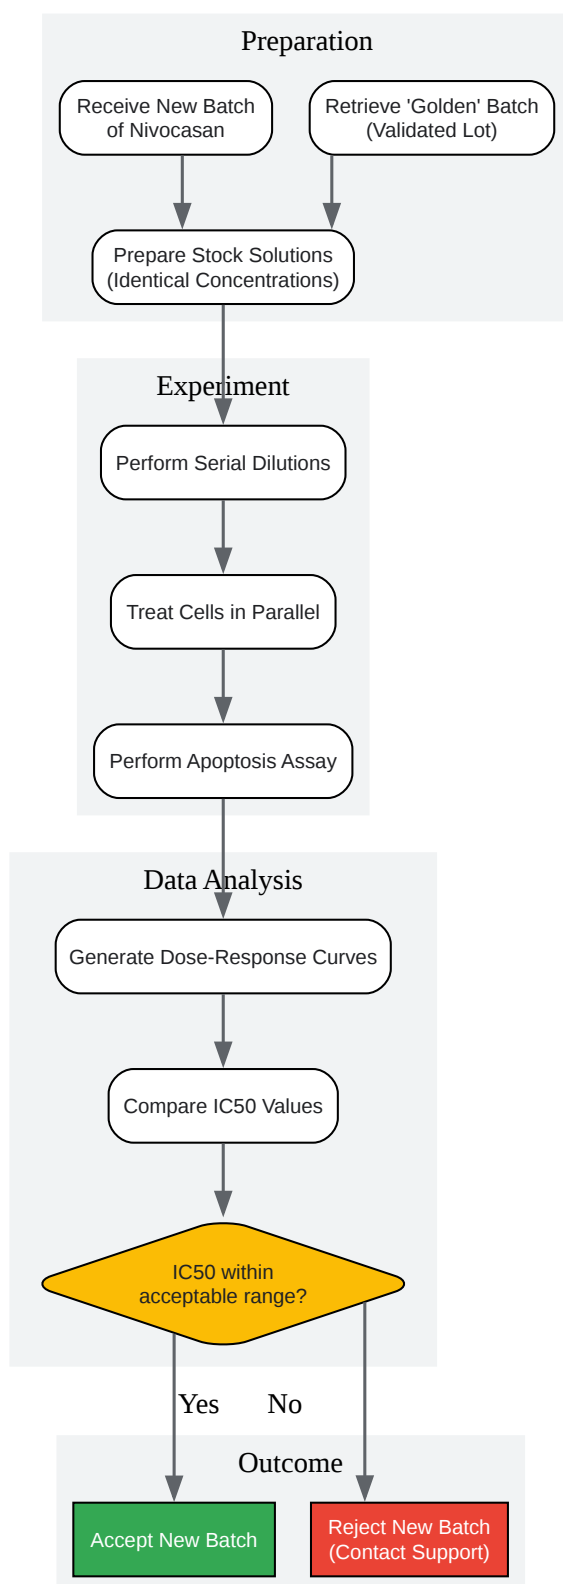 Preparation
Receive New Batch
of Nivocasan
Retrieve 'Golden' Batch
(Validated Lot)
Prepare Stock Solutions
(Identical Concentrations)
Experiment
Perform Serial Dilutions
Treat Cells in Parallel
Perform Apoptosis Assay
Data Analysis
Generate Dose-Response Curves
Compare IC50 Values
IC50 within
acceptable range?
Yes
No
Outcome
Accept New Batch
Reject New Batch
(Contact Support)